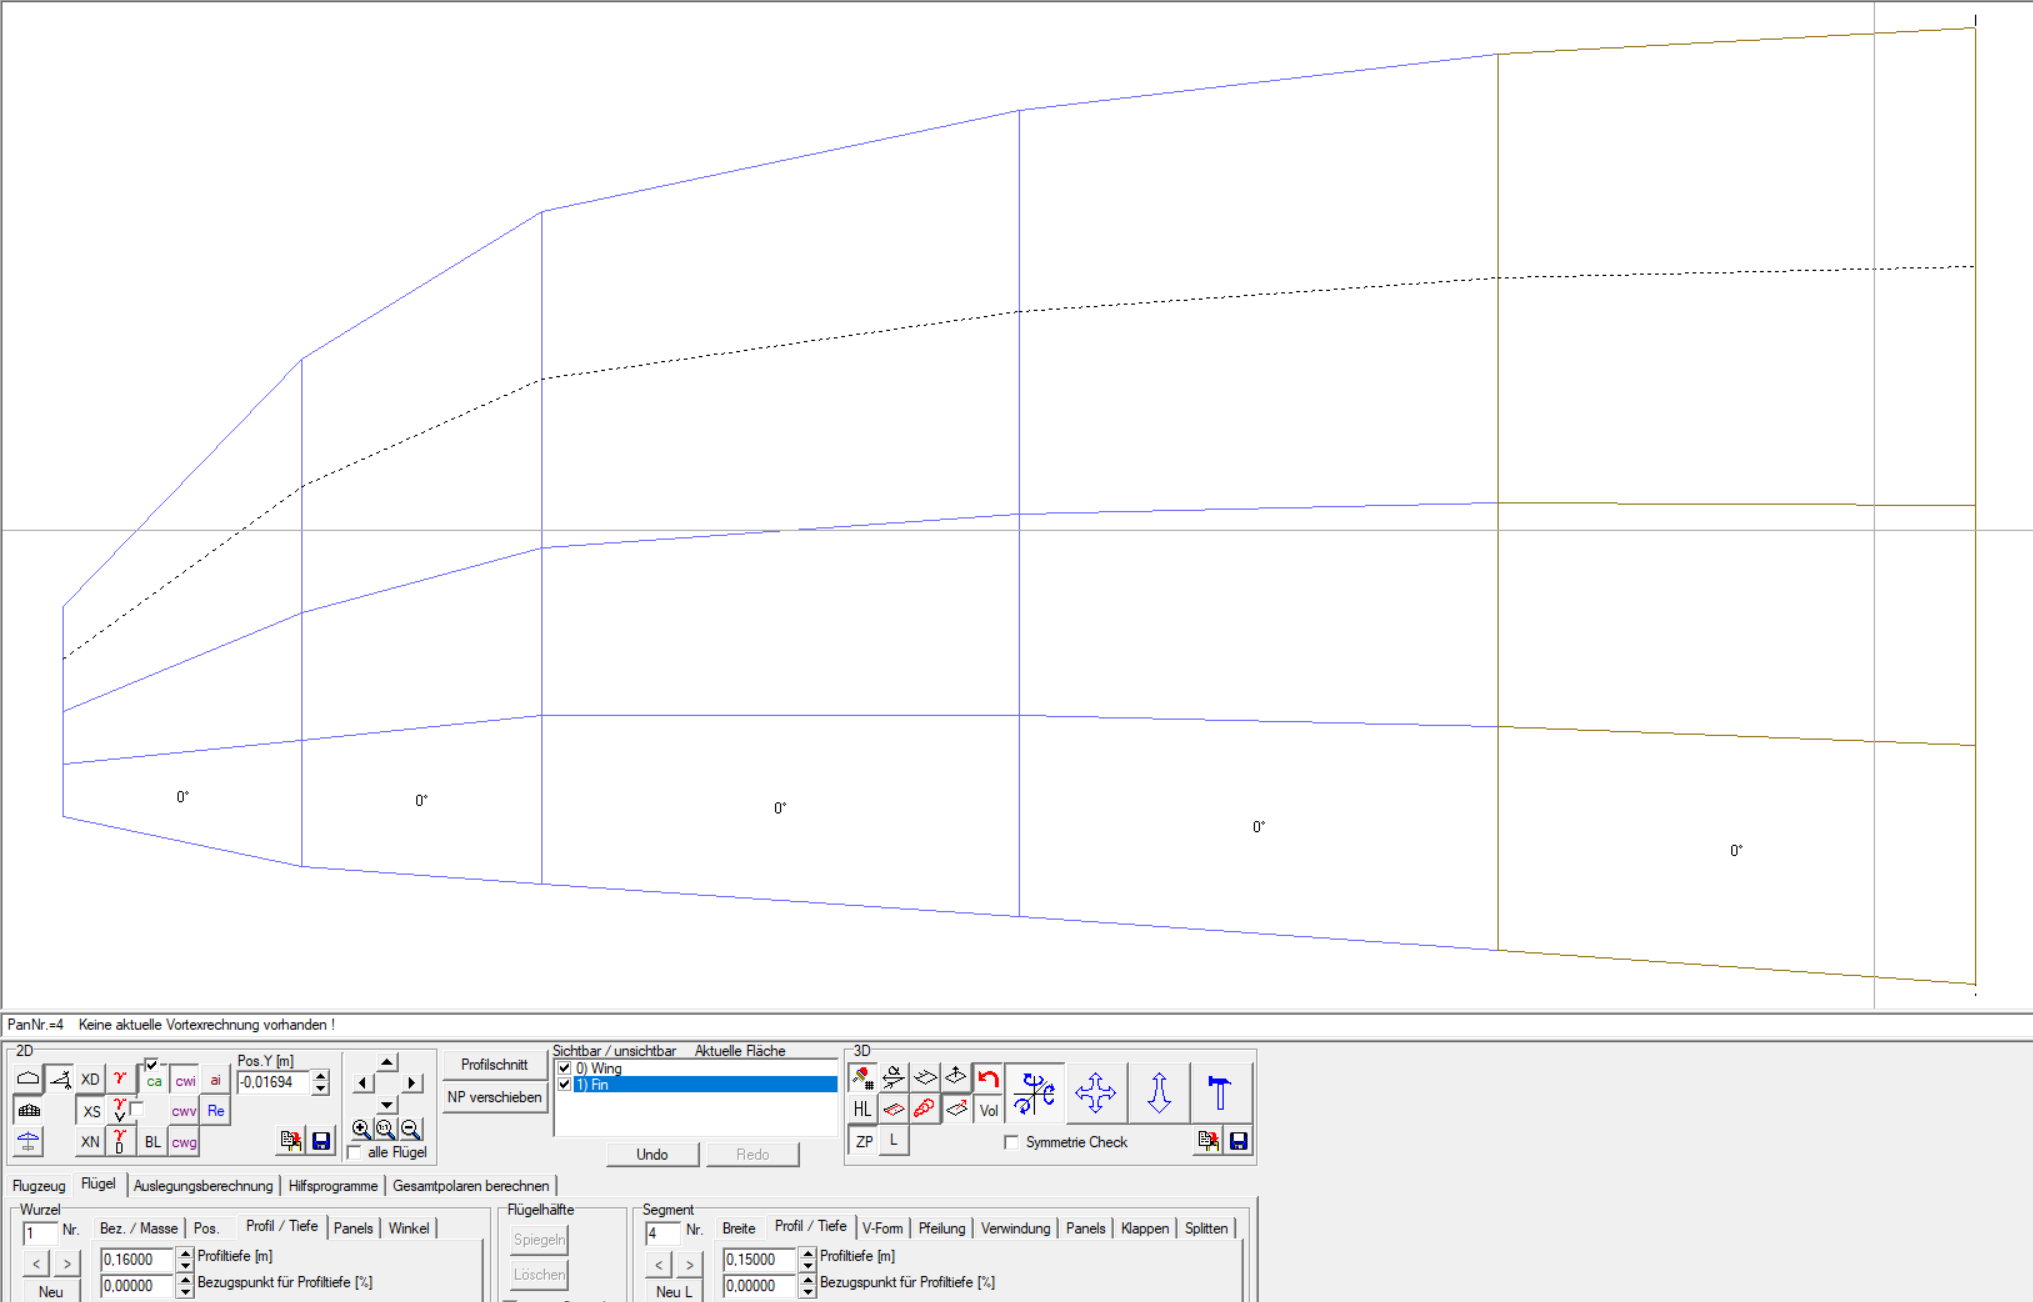 0°
0°
0°
0°
0°
PanNr.=4 Keine aktuelle Vortexrechnung vorhanden !
2D
XD
γ
ca
cwi
ai
Pos.Y [m]
-0,01694
XS
γ V
cwv
Re
XN
γ D
BL
cwg
alle Flügel
Profilschnitt
NP verschieben
Sichtbar / unsichtbar Aktuelle Fläche
0) Wing
1) Fin
Undo
Redo
3D
α
HL
Vol
ZP
L
Symmetrie Check
Flugzeug Flügel Auslegungsberechnung Hilfsprogramme Gesamtpolaren berechnen
Wurzel
1 Nr.
Bez. / Masse Pos. Profil / Tiefe Panels Winkel
< >
0,16000 Profiltiefe [m]
Neu
0,00000 Bezugspunkt für Profiltiefe [%]
Flügelhälfte
Spiegeln
Löschen
Segment
4 Nr.
Breite Profil / Tiefe V-Form Pfeilung Verwindung Panels Klappen Splitten
< >
0,15000 Profiltiefe [m]
Neu L
0,00000 Bezugspunkt für Profiltiefe [%]